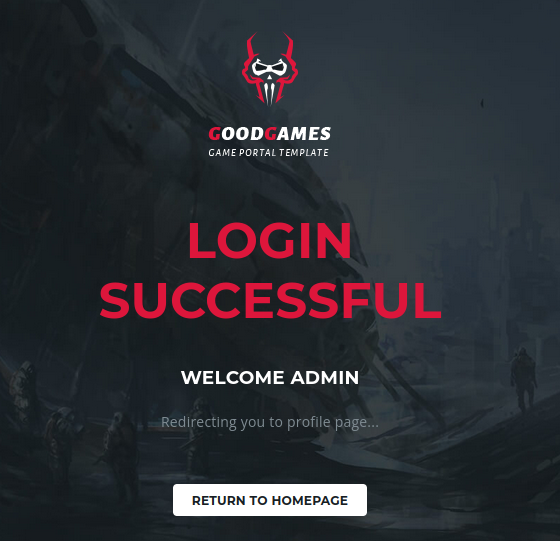 GOODGAMES
GAME PORTAL TEMPLATE
LOGIN
SUCCESSFUL
WELCOME ADMIN
Redirecting you to profile page...
RETURN TO HOMEPAGE